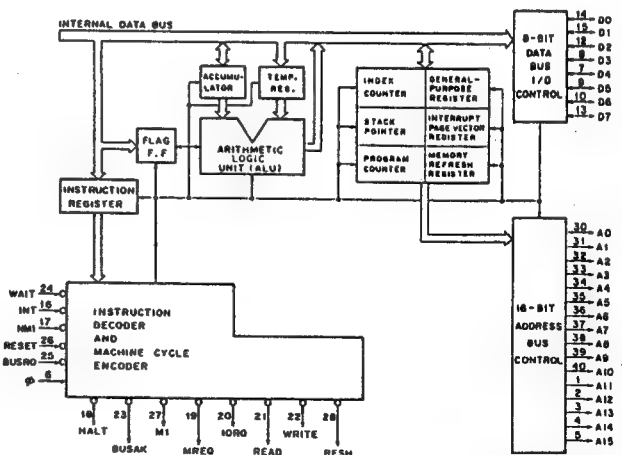 INTERNAL DATA BUS
8-BIT
DATA
BUS
I/O
CONTROL
14 D0
15 D1
12 D2
8 D3
7 D4
9 D5
10 D6
13 D7
ACCUMU-
LATOR
TEMP.
REG.
INDEX
COUNTER
GENERAL-
PURPOSE
REGISTER
STACK
POINTER
INTERRUPT
PAGE VECTOR
REGISTER
PROGRAM
COUNTER
MEMORY
REFRESH
REGISTER
FLAG
F.F
ARITHMETIC
LOGIC
UNIT (ALU)
INSTRUCTION
REGISTER
WAIT 24
INT 16
NM1 17
RESET 26
BUSRO 25
φ 6
INSTRUCTION
DECODER
AND
MACHINE CYCLE
ENCODER
18 HALT
23 BUSAK
27 M1
19 MREQ
20 IORQ
21 READ
22 WRITE
28 RFSH
16-BIT
ADDRESS
BUS
CONTROL
30 A0
31 A1
32 A2
33 A3
34 A4
35 A5
36 A6
37 A7
38 A8
39 A9
40 A10
1 A11
2 A12
3 A13
4 A14
5 A15